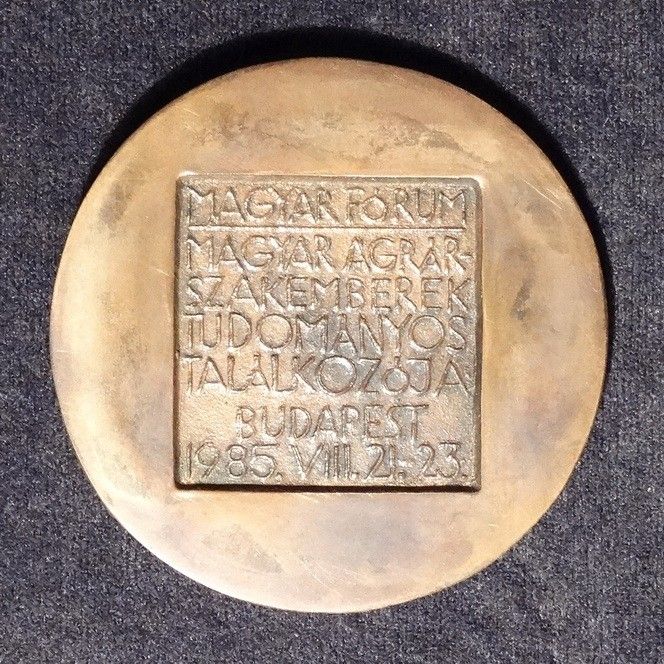 MAGYAR FÓRUM
MAGYAR AGRÁR-
SZAKEMBEREK
TUDOMÁNYOS
TALÁLKOZÓJA
BUDAPEST
1985. VIII. 21.-23.